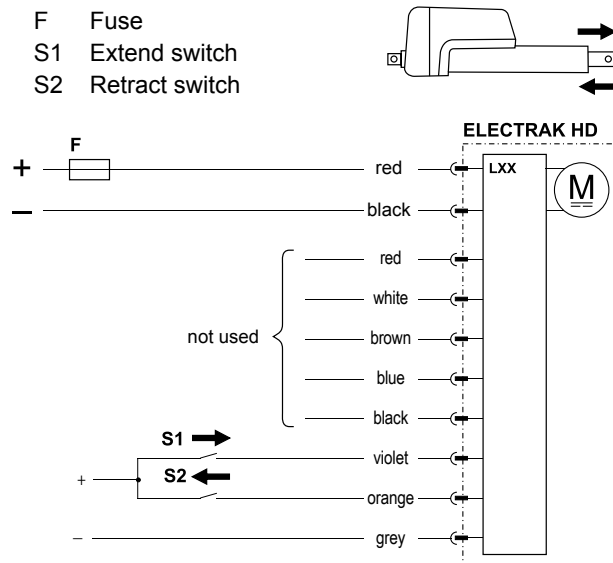 F Fuse
S1 Extend switch
S2 Retract switch
ELECTRAK HD
F
+ red LXX
M
− black
red
white
not used brown
blue
black
S1 violet
+ S2
orange
− grey